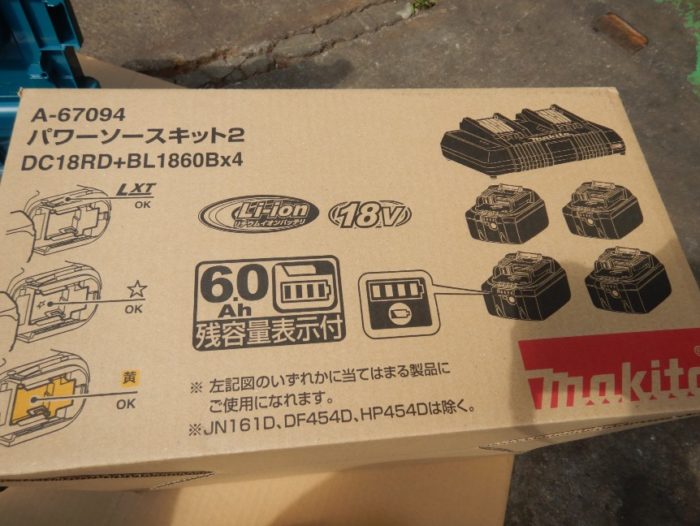 A-67094
パワーソースキット2
DC18RD+BL1860Bx4
LXT
OK
☆
OK
黄
OK
Li-ion
リチウムイオンバッテリ
18V
6.0
Ah
残容量表示付
makita
※ 左記図のいずれかに当てはまる製品に
ご使用になれます。
※JN161D、DF454D、HP454Dは除く。
makita